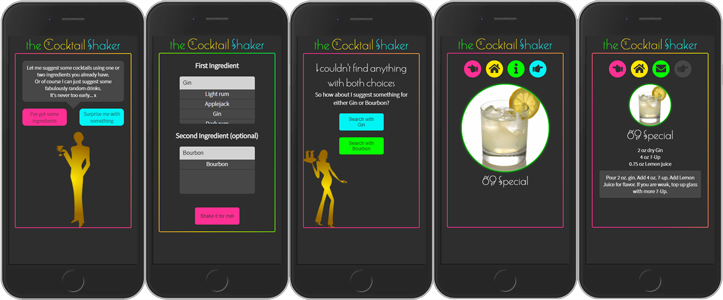 the Cocktail Shaker
Let me suggest some cocktails using one or
two ingredients you already have.
Or of course I can just suggest some
fabulously random drinks.
It's never too early...x
I've got some
ingredients
Surprise me with
something
the Cocktail Shaker
First Ingredient
Gin
Light rum
Applejack
Gin
Dark rum
Second Ingredient (optional)
Bourbon
Bourbon
Shake it for me!
the Cocktail Shaker
I couldn't find anything
with both choices
So how about I suggest something for
either Gin or Bourbon?
Search with
Gin
Search with
Bourbon
the Cocktail Shaker
69 Special
the Cocktail Shaker
69 Special
2 oz dry Gin
4 oz 7-Up
0.75 oz Lemon juice
Pour 2 oz. gin. Add 4 oz. 7-up. Add Lemon
Juice for flavor. If you are weak, top up glass
with more 7-Up.